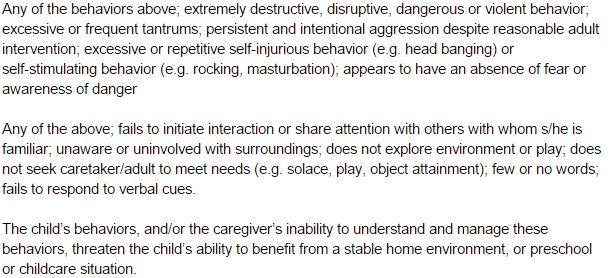 Any of the behaviors above; extremely destructive, disruptive, dangerous or violent behavior;
excessive or frequent tantrums; persistent and intentional aggression despite reasonable adult
intervention; excessive or repetitive self-injurious behavior (e.g. head banging) or
self-stimulating behavior (e.g. rocking, masturbation); appears to have an absence of fear or
awareness of danger
Any of the above; fails to initiate interaction or share attention with others with whom s/he is
familiar; unaware or uninvolved with surroundings; does not explore environment or play; does
not seek caretaker/adult to meet needs (e.g. solace, play, object attainment); few or no words;
fails to respond to verbal cues.
The child's behaviors, and/or the caregiver's inability to understand and manage these
behaviors, threaten the child's ability to benefit from a stable home environment, or preschool
or childcare situation.